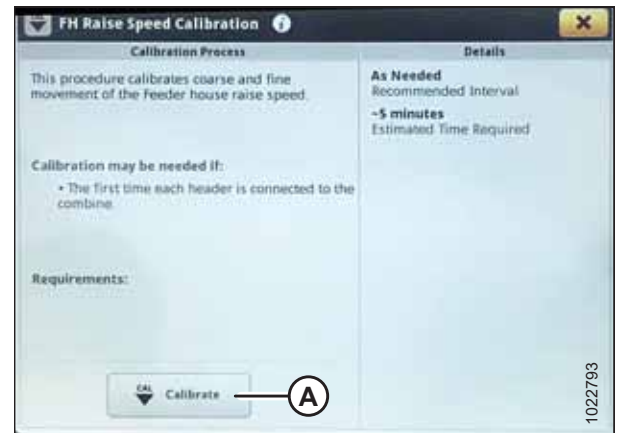 FH Raise Speed Calibration i
Calibration Process
This procedure calibrates coarse and fine
movement of the Feeder house raise speed.
Calibration may be needed if:
• The first time each header is connected to the
combine.
Requirements:
CAL Calibrate
A
Details
As Needed
Recommended Interval
~5 minutes
Estimated Time Required
1022793